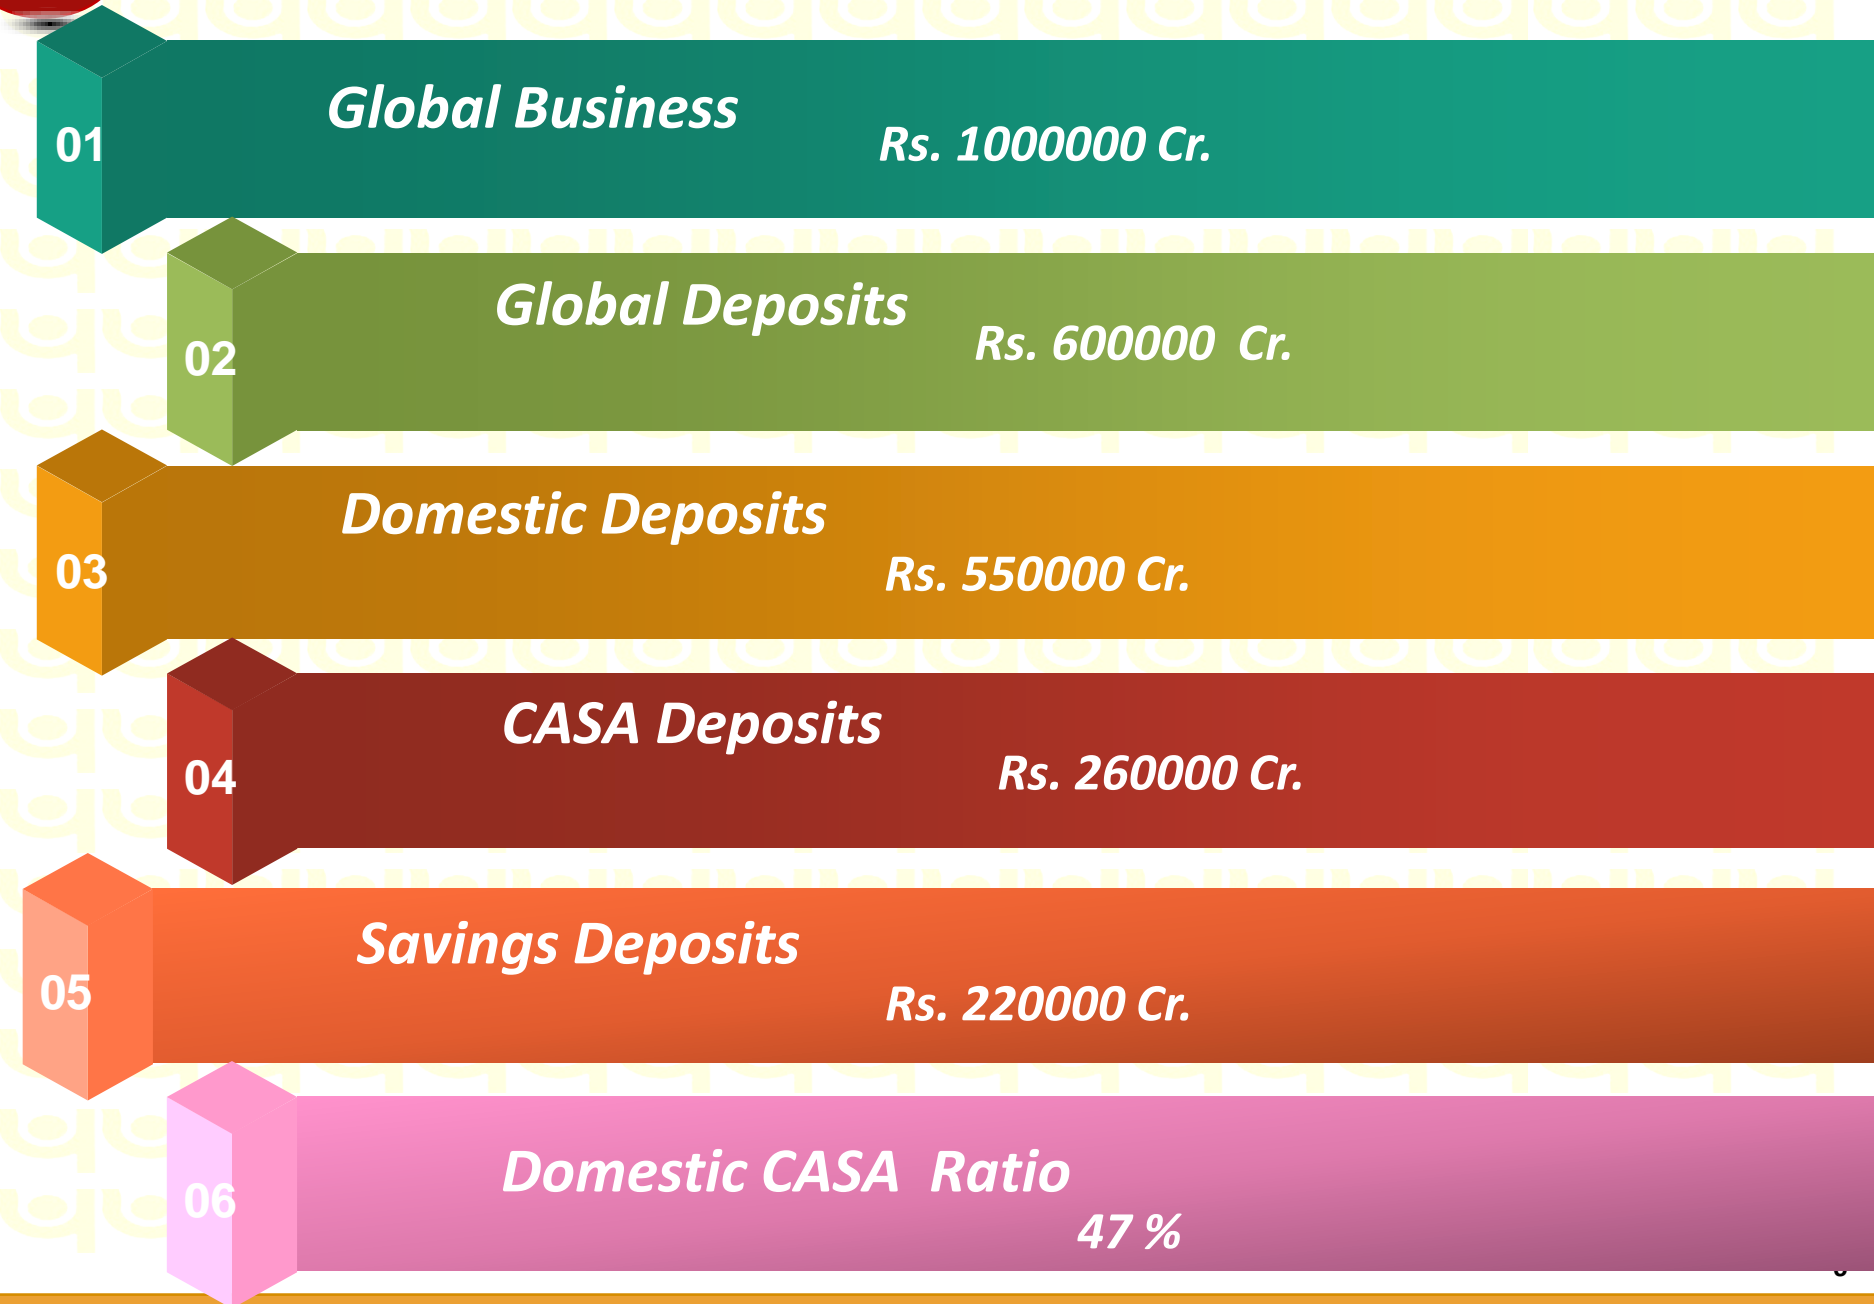 01
Global Business
Rs. 1000000 Cr.
02
Global Deposits
Rs. 600000  Cr.
03
Domestic Deposits
Rs. 550000 Cr.
04
CASA Deposits
Rs. 260000 Cr.
05
Savings Deposits
Rs. 220000 Cr.
06
Domestic CASA  Ratio
47 %